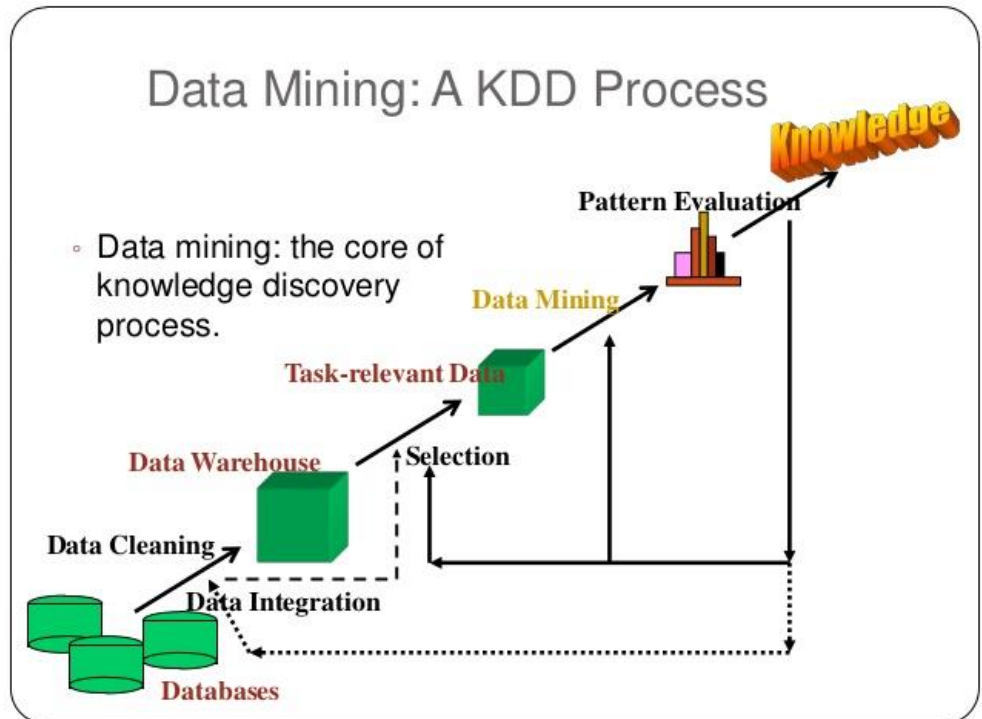 Data Mining: A KDD Process
Knowledge
Pattern Evaluation
◦ Data mining: the core of
knowledge discovery
process.
Data Mining
Task-relevant Data
Selection
Data Warehouse
Data Cleaning
Data Integration
Databases